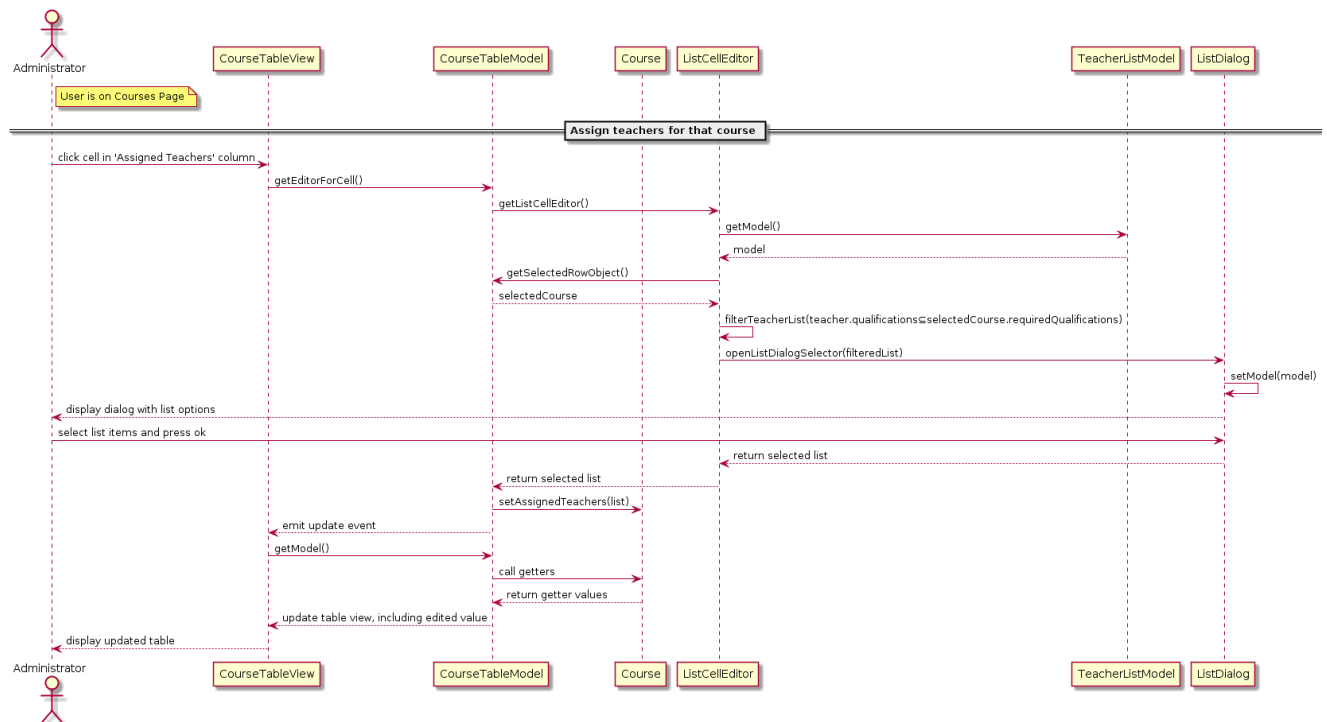 CourseTableView
CourseTableModel
Course
ListCellEditor
TeacherListModel
ListDialog
Administrator
User is on Courses Page
Assign teachers for that course
click cell in 'Assigned Teachers' column
getEditorForCell()
getListCellEditor()
getModel()
model
getSelectedRowObject()
selectedCourse
filterTeacherList(teacher.qualifications⊆selectedCourse.requiredQualifications)
openListDialogSelector(filteredList)
setModel(model)
display dialog with list options
select list items and press ok
return selected list
return selected list
setAssignedTeachers(list)
emit update event
getModel()
call getters
return getter values
update table view, including edited value
display updated table
Administrator
CourseTableView
CourseTableModel
Course
ListCellEditor
TeacherListModel
ListDialog